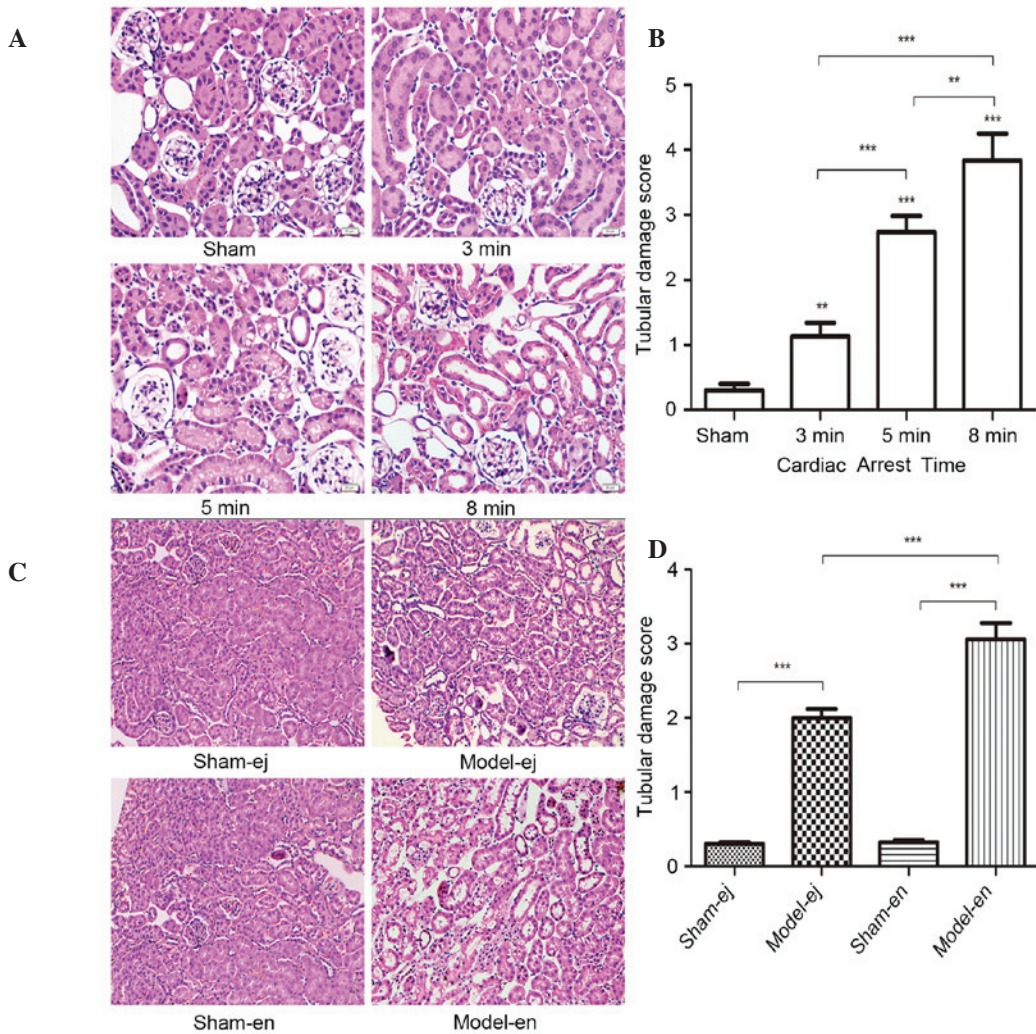 A
Sham
3 min
5 min
8 min
B
***
**
***
***
***
**
Tubular damage score
5
4
3
2
1
0
Sham
3 min
5 min
8 min
Cardiac Arrest Time
C
Sham-ej
Model-ej
Sham-en
Model-en
D
***
***
***
Tubular damage score
4
3
2
1
0
Sham-ej
Model-ej
Sham-en
Model-en